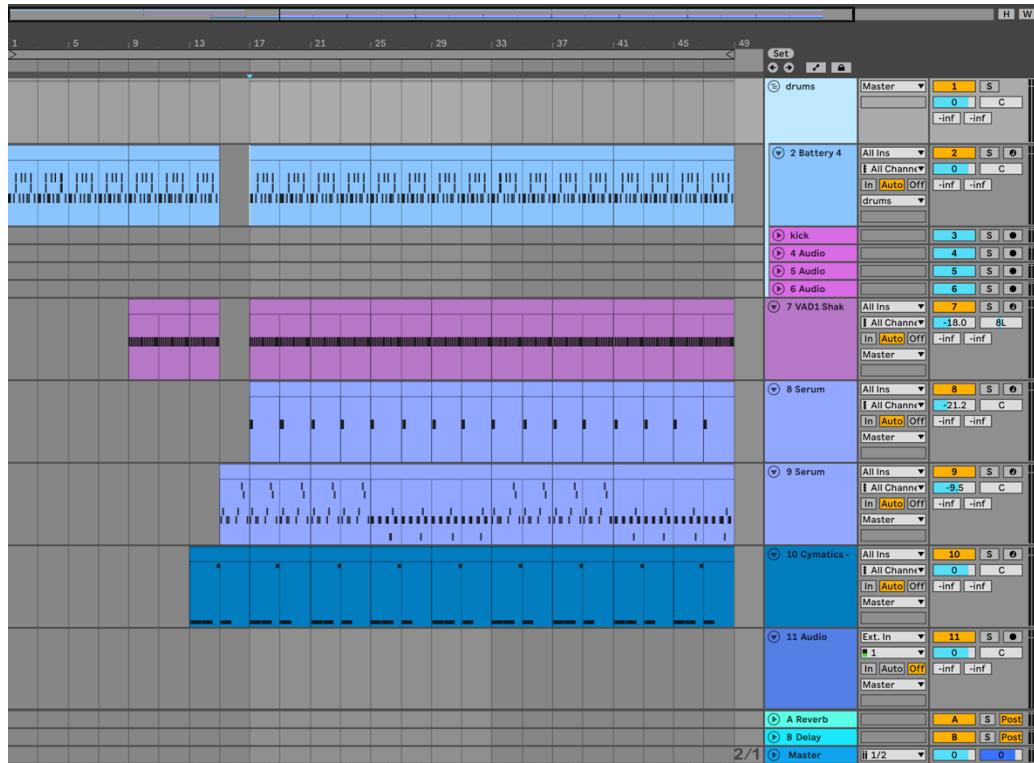 H W
1 5 9 13 17 21 25 29 33 37 41 45 49
Set
drums Master 1 S
0 C
-inf -inf
2 Battery 4 All Ins 2 S
All Channe 0 C
In Auto Off -inf -inf
drums
kick 3 S
4 Audio 4 S
5 Audio 5 S
6 Audio 6 S
7 VAD1 Shak All Ins 7 S
All Channe -18.0 8L
In Auto Off -inf -inf
Master
8 Serum All Ins 8 S
All Channe -21.2 C
In Auto Off -inf -inf
Master
9 Serum All Ins 9 S
All Channe -9.5 C
In Auto Off -inf -inf
Master
10 Cymatics - All Ins 10 S
All Channe 0 C
In Auto Off -inf -inf
Master
11 Audio Ext. In 11 S
1 0 C
In Auto Off -inf -inf
Master
A Reverb A S Post
B Delay B S Post
2/1 Master 1/2 0 0